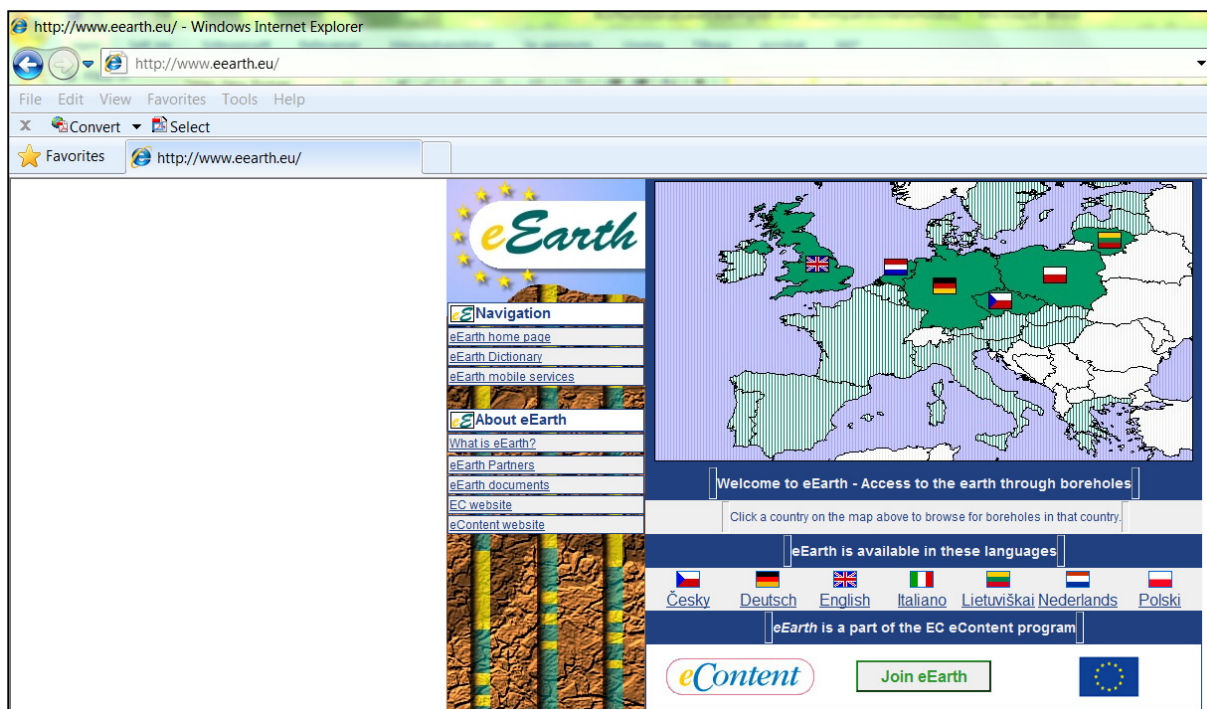 http://www.eearth.eu/ - Windows Internet Explorer
http://www.eearth.eu/
File Edit View Favorites Tools Help
X Convert Select
Favorites http://www.eearth.eu/
eEarth
eE Navigation
eEarth home page
eEarth Dictionary
eEarth mobile services
eE About eEarth
What is eEarth?
eEarth Partners
eEarth documents
EC website
eContent website
Welcome to eEarth - Access to the earth through boreholes
Click a country on the map above to browse for boreholes in that country.
eEarth is available in these languages
Česky Deutsch English Italiano Lietuviškai Nederlands Polski
eEarth is a part of the EC eContent program
eContent Join eEarth